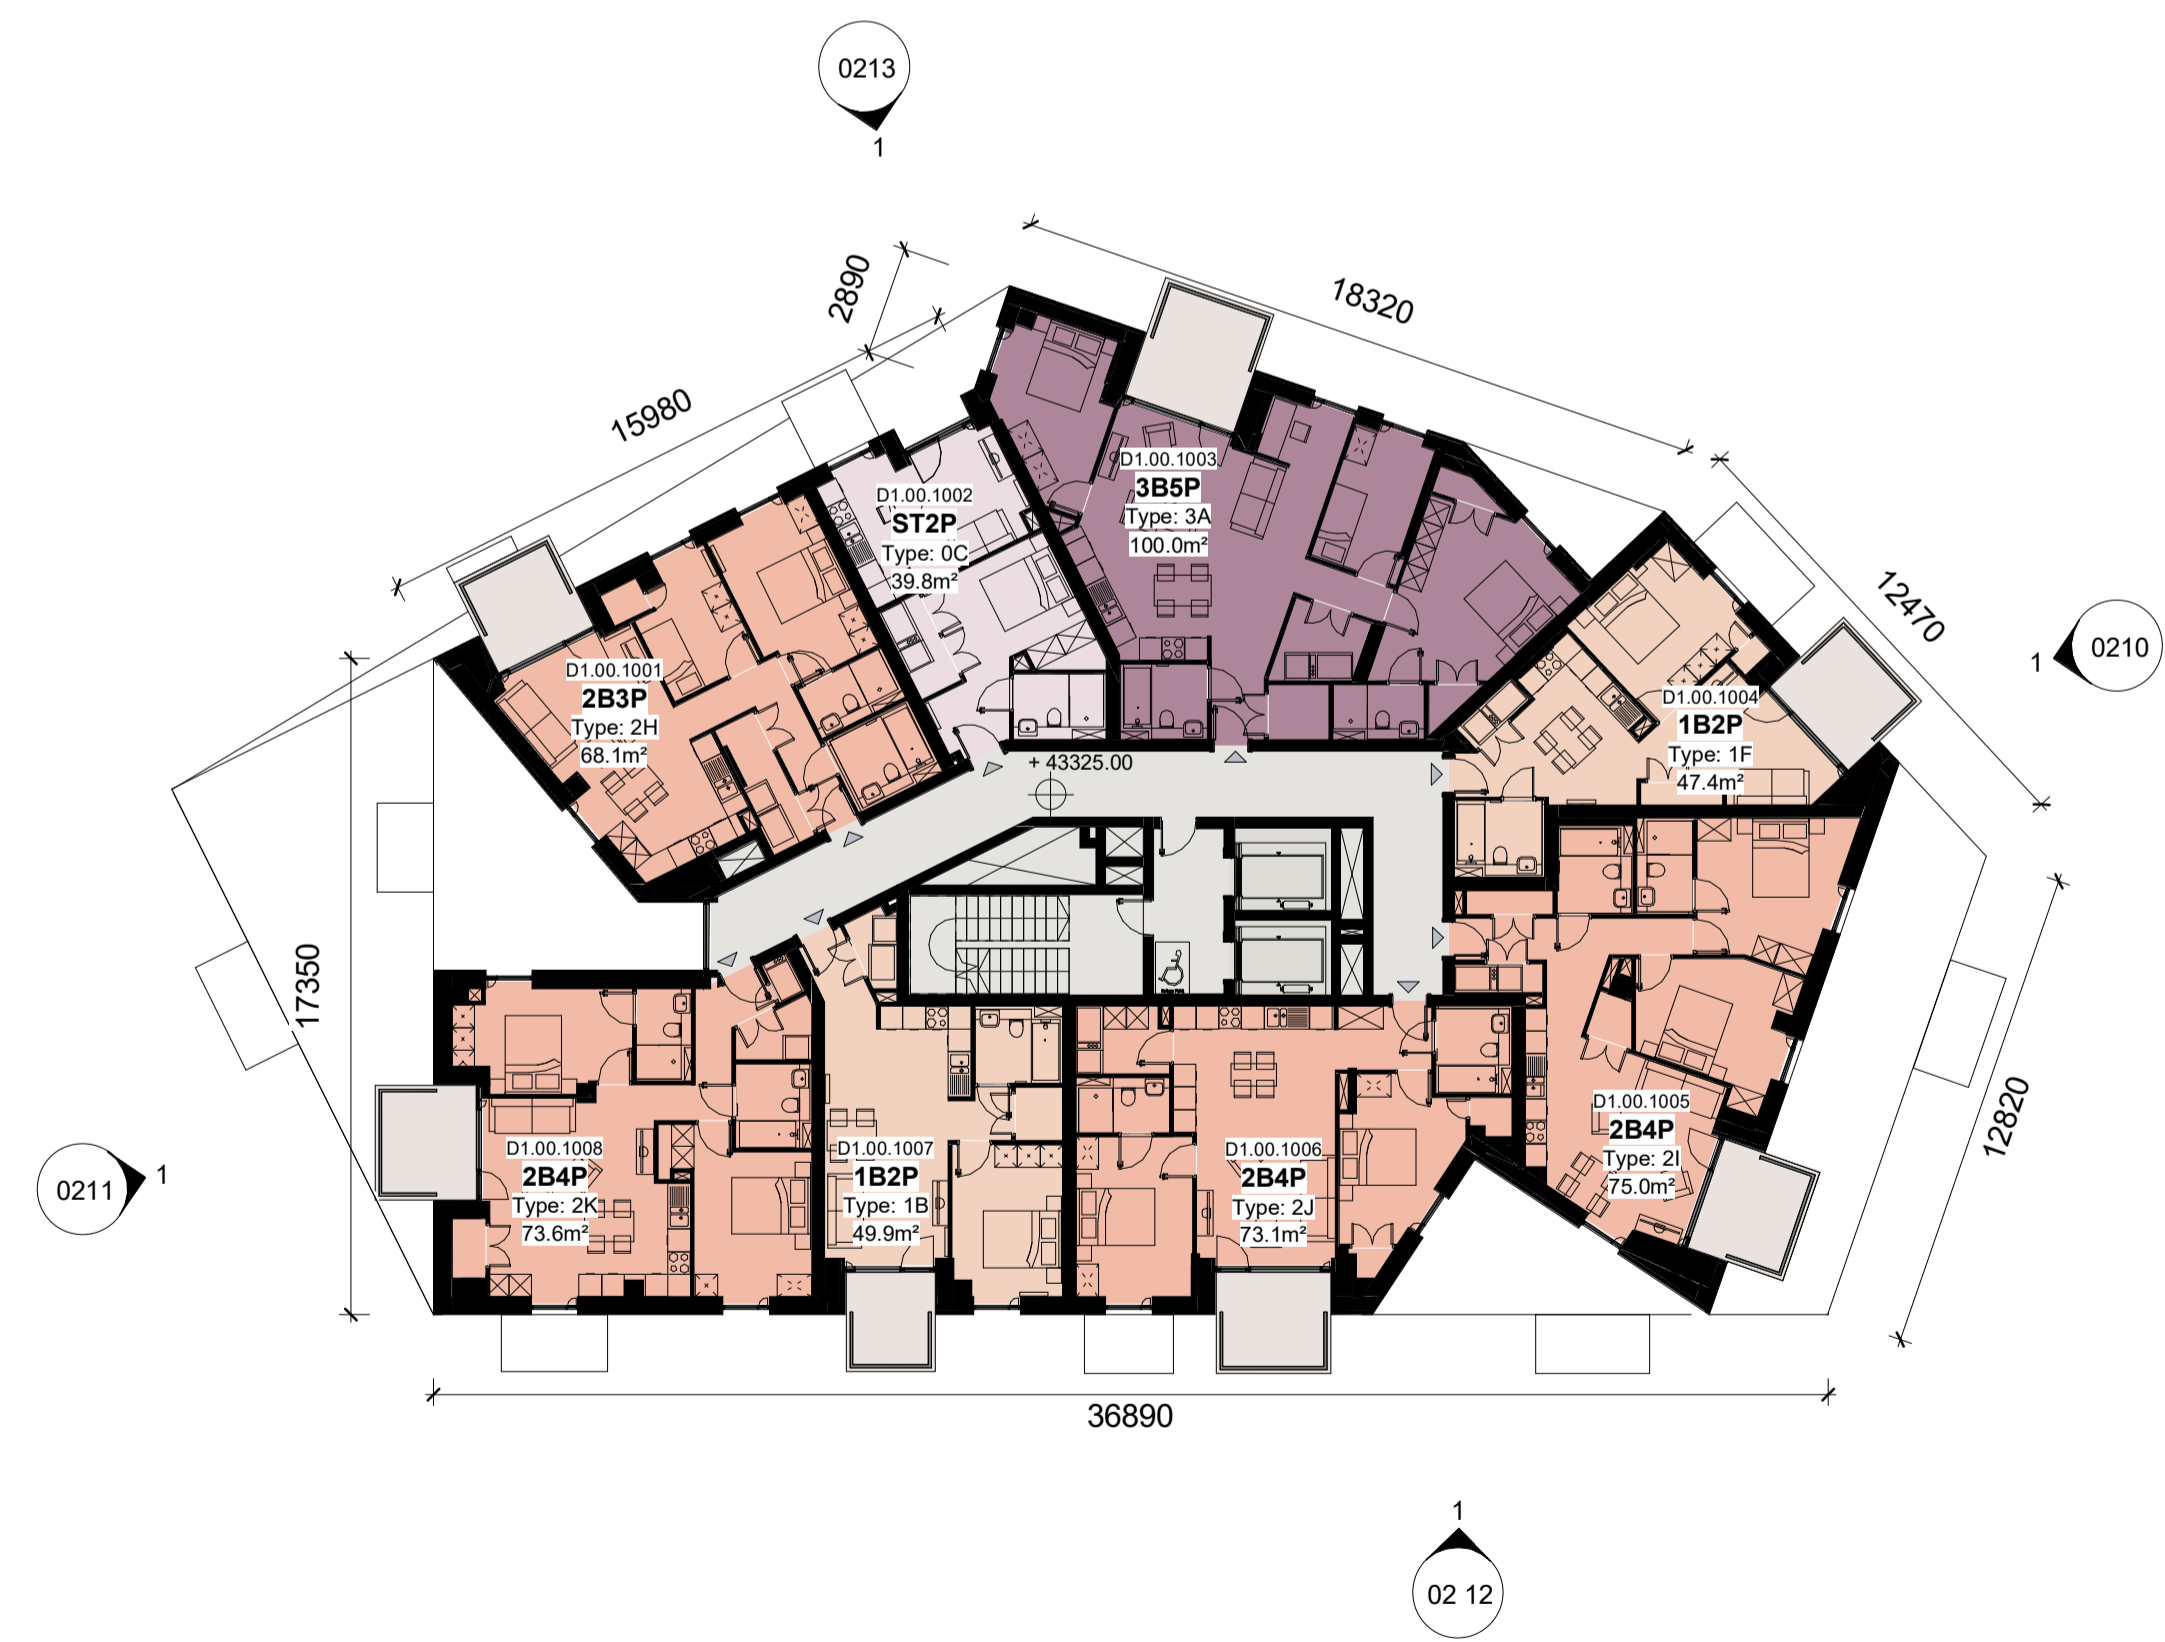 0213
1
18320
2890
15980
12470
1
0210
D1.00.1003
3B5P
Type: 3A
100.0m²
D1.00.1002
ST2P
Type: 0C
39.8m²
D1.00.1001
2B3P
Type: 2H
68.1m²
D1.00.1004
1B2P
Type: 1F
47.4m²
+ 43325.00
17350
12820
D1.00.1005
2B4P
Type: 2I
75.0m²
D1.00.1008
2B4P
Type: 2K
73.6m²
D1.00.1007
1B2P
Type: 1B
49.9m²
D1.00.1006
2B4P
Type: 2J
73.1m²
0211
1
36890
1
02 12